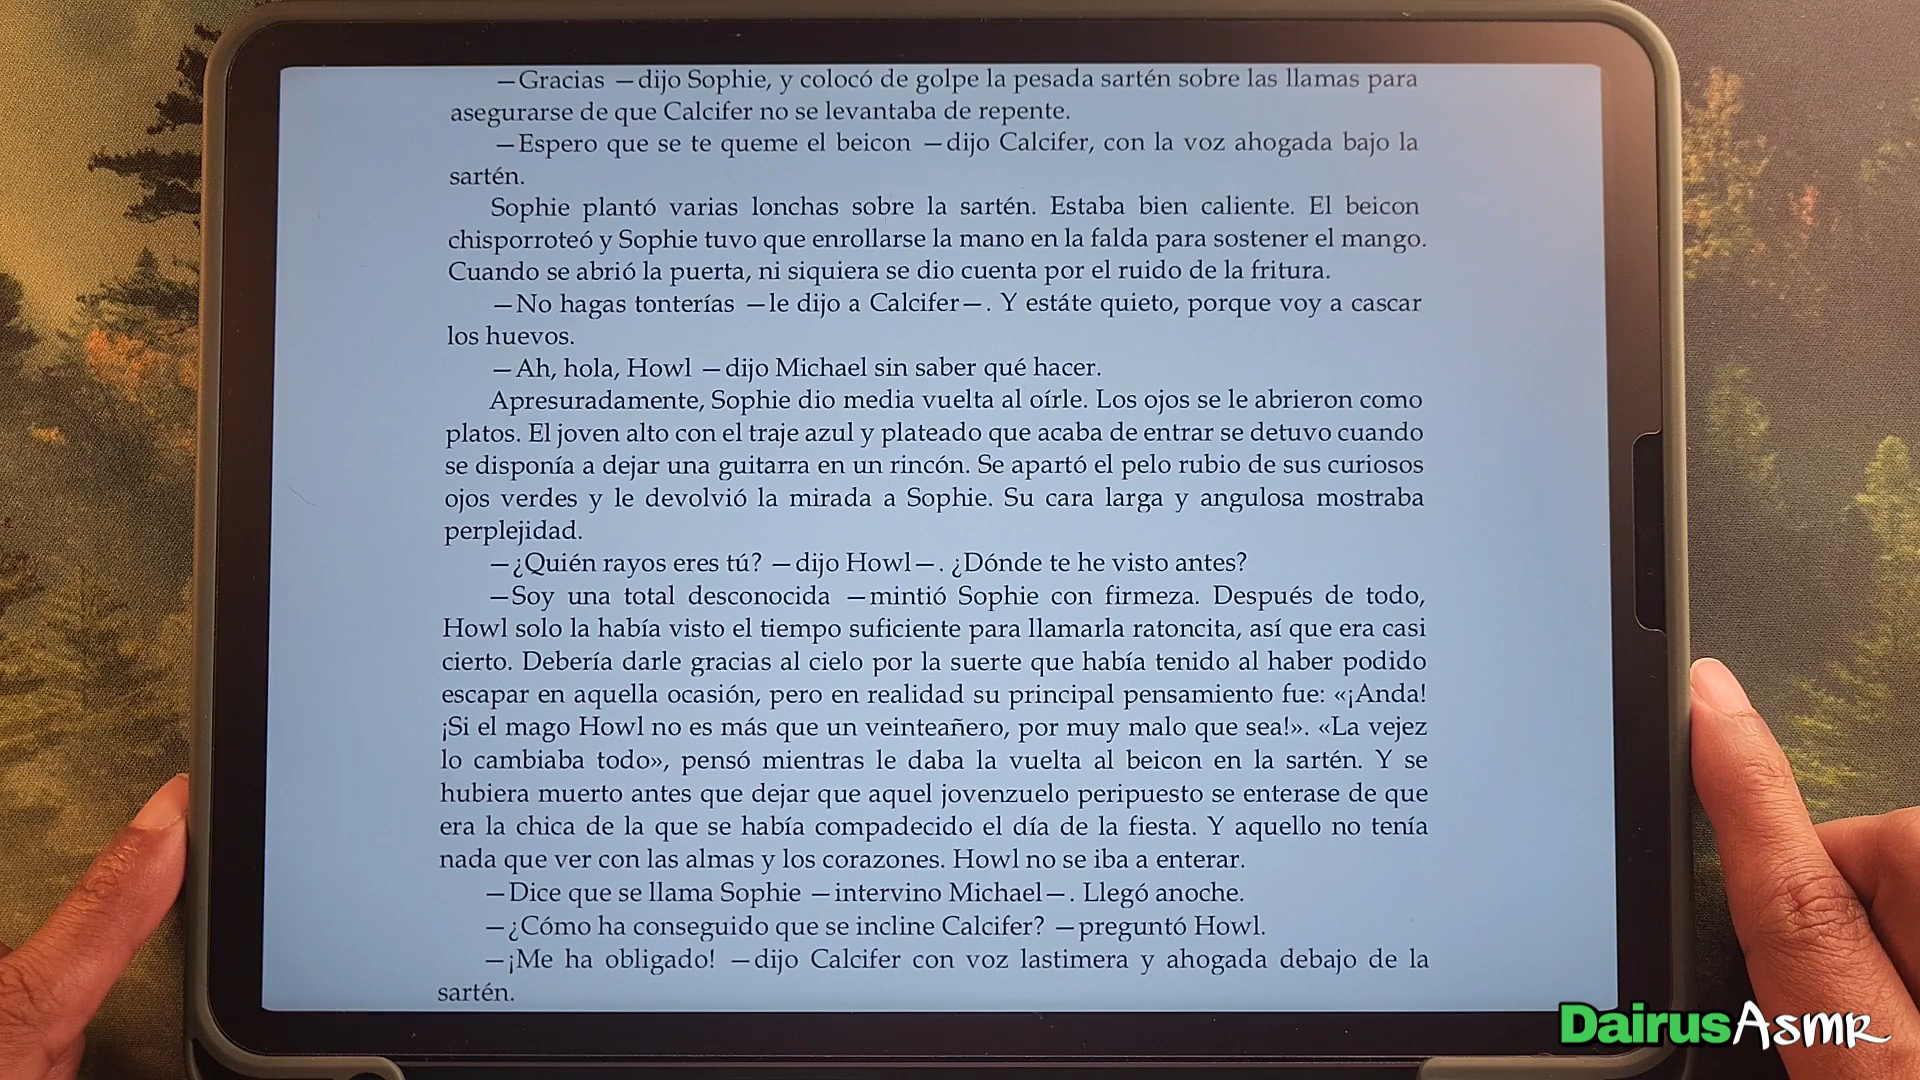 —Gracias —dijo Sophie, y colocó de golpe la pesada sartén sobre las llamas para
asegurarse de que Calcifer no se levantaba de repente.
—Espero que se te queme el beicon —dijo Calcifer, con la voz ahogada bajo la
sartén.
Sophie plantó varias lonchas sobre la sartén. Estaba bien caliente. El beicon
chisporroteó y Sophie tuvo que enrollarse la mano en la falda para sostener el mango.
Cuando se abrió la puerta, ni siquiera se dio cuenta por el ruido de la fritura.
—No hagas tonterías —le dijo a Calcifer—. Y estáte quieto, porque voy a cascar
los huevos.
—Ah, hola, Howl —dijo Michael sin saber qué hacer.
Apresuradamente, Sophie dio media vuelta al oírle. Los ojos se le abrieron como
platos. El joven alto con el traje azul y plateado que acaba de entrar se detuvo cuando
se disponía a dejar una guitarra en un rincón. Se apartó el pelo rubio de sus curiosos
ojos verdes y le devolvió la mirada a Sophie. Su cara larga y angulosa mostraba
perplejidad.
—¿Quién rayos eres tú? —dijo Howl—. ¿Dónde te he visto antes?
—Soy una total desconocida —mintió Sophie con firmeza. Después de todo,
Howl solo la había visto el tiempo suficiente para llamarla ratoncita, así que era casi
cierto. Debería darle gracias al cielo por la suerte que había tenido al haber podido
escapar en aquella ocasión, pero en realidad su principal pensamiento fue: «¡Anda!
¡Si el mago Howl no es más que un veinteañero, por muy malo que sea!». «La vejez
lo cambiaba todo», pensó mientras le daba la vuelta al beicon en la sartén. Y se
hubiera muerto antes que dejar que aquel jovenzuelo peripuesto se enterase de que
era la chica de la que se había compadecido el día de la fiesta. Y aquello no tenía
nada que ver con las almas y los corazones. Howl no se iba a enterar.
—Dice que se llama Sophie —intervino Michael—. Llegó anoche.
—¿Cómo ha conseguido que se incline Calcifer? —preguntó Howl.
—¡Me ha obligado! —dijo Calcifer con voz lastimera y ahogada debajo de la
sartén.
DairusAsmr